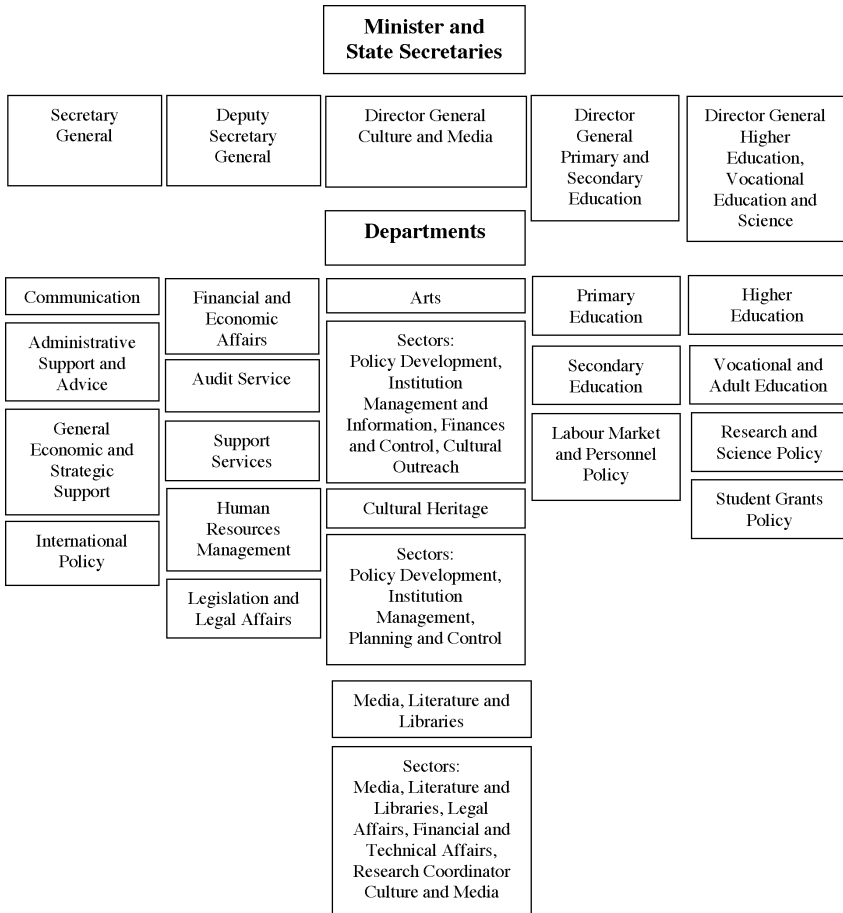 Minister and
State Secretaries
Secretary
General
Deputy
Secretary
General
Director General
Culture and Media
Director
General
Primary and
Secondary
Education
Director General
Higher
Education,
Vocational
Education and
Science
Departments
Communication
Administrative
Support and
Advice
General
Economic and
Strategic
Support
International
Policy
Financial and
Economic
Affairs
Audit Service
Support
Services
Human
Resources
Management
Legislation and
Legal Affairs
Arts
Sectors:
Policy Development,
Institution
Management and
Information, Finances
and Control, Cultural
Outreach
Cultural Heritage
Sectors:
Policy Development,
Institution
Management,
Planning and Control
Media, Literature and
Libraries
Sectors:
Media, Literature and
Libraries, Legal
Affairs, Financial and
Technical Affairs,
Research Coordinator
Culture and Media
Primary
Education
Secondary
Education
Labour Market
and Personnel
Policy
Higher
Education
Vocational and
Adult Education
Research and
Science Policy
Student Grants
Policy